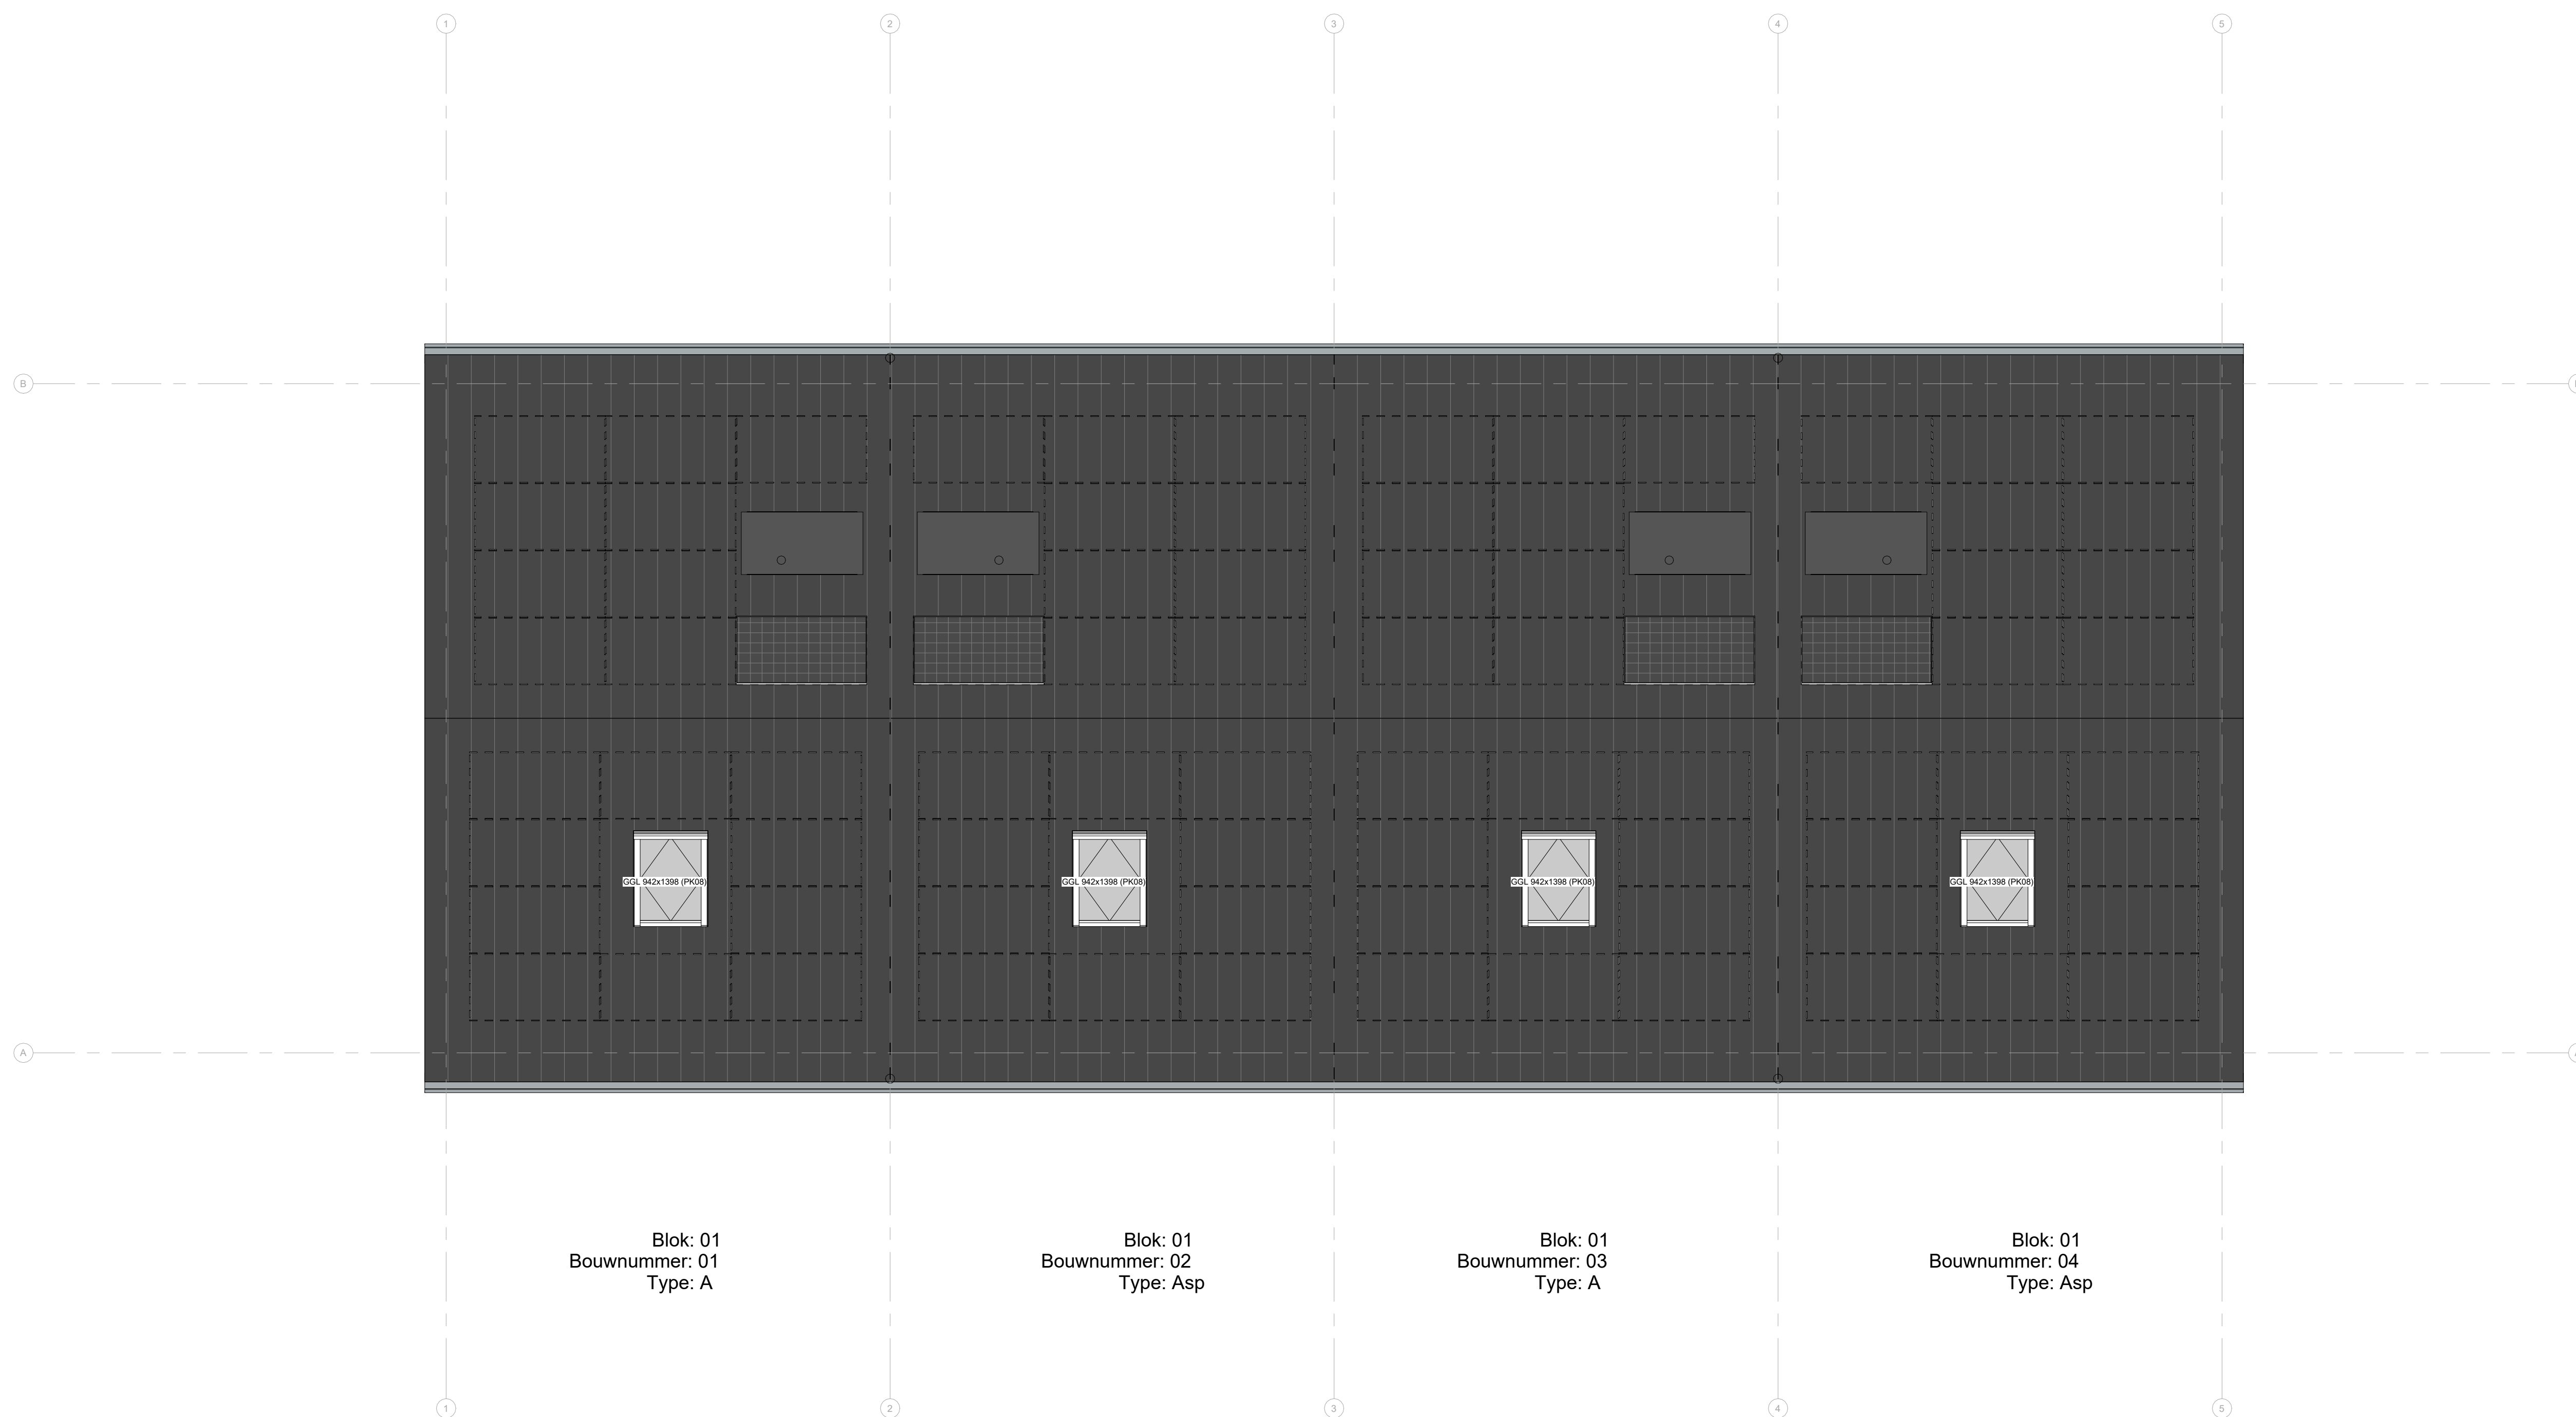 1 2 3 4 5
B
GGL 942x1398 (PK08) GGL 942x1398 (PK08) GGL 942x1398 (PK08) GGL 942x1398 (PK08)
A
Blok: 01
Bouwnummer: 01
Type: A
Blok: 01
Bouwnummer: 02
Type: Asp
Blok: 01
Bouwnummer: 03
Type: A
Blok: 01
Bouwnummer: 04
Type: Asp
1 2 3 4 5